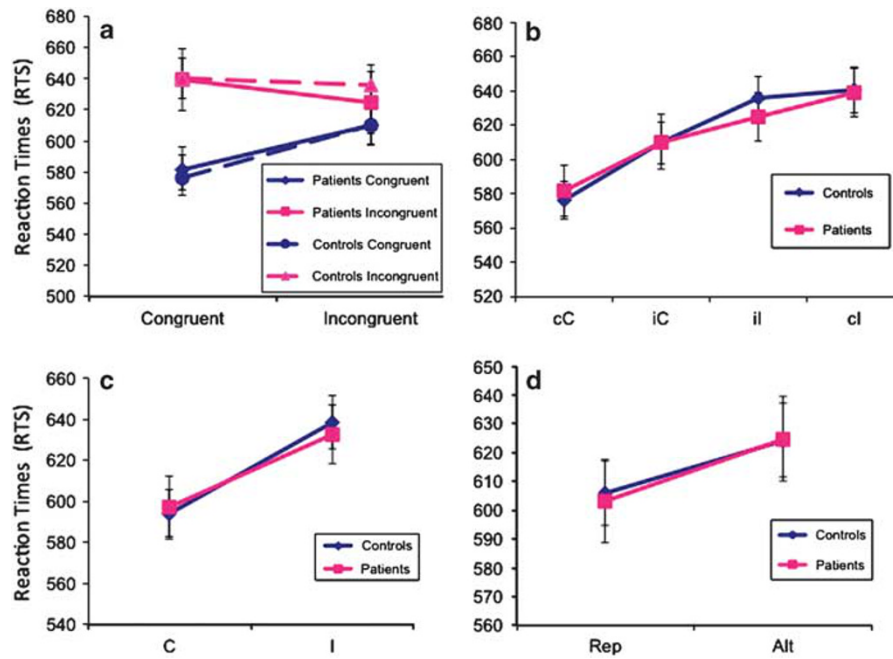 a
Reaction Times (RTS)
680
660
640
620
600
580
560
540
520
500
Congruent
Incongruent
Patients Congruent
Patients Incongruent
Controls Congruent
Controls Incongruent
b
680
660
640
620
600
580
560
540
520
cC
iC
iI
cI
Controls
Patients
c
Reaction Times (RTS)
660
640
620
600
580
560
540
C
I
Controls
Patients
d
650
640
630
620
610
600
590
580
570
560
Rep
Alt
Controls
Patients